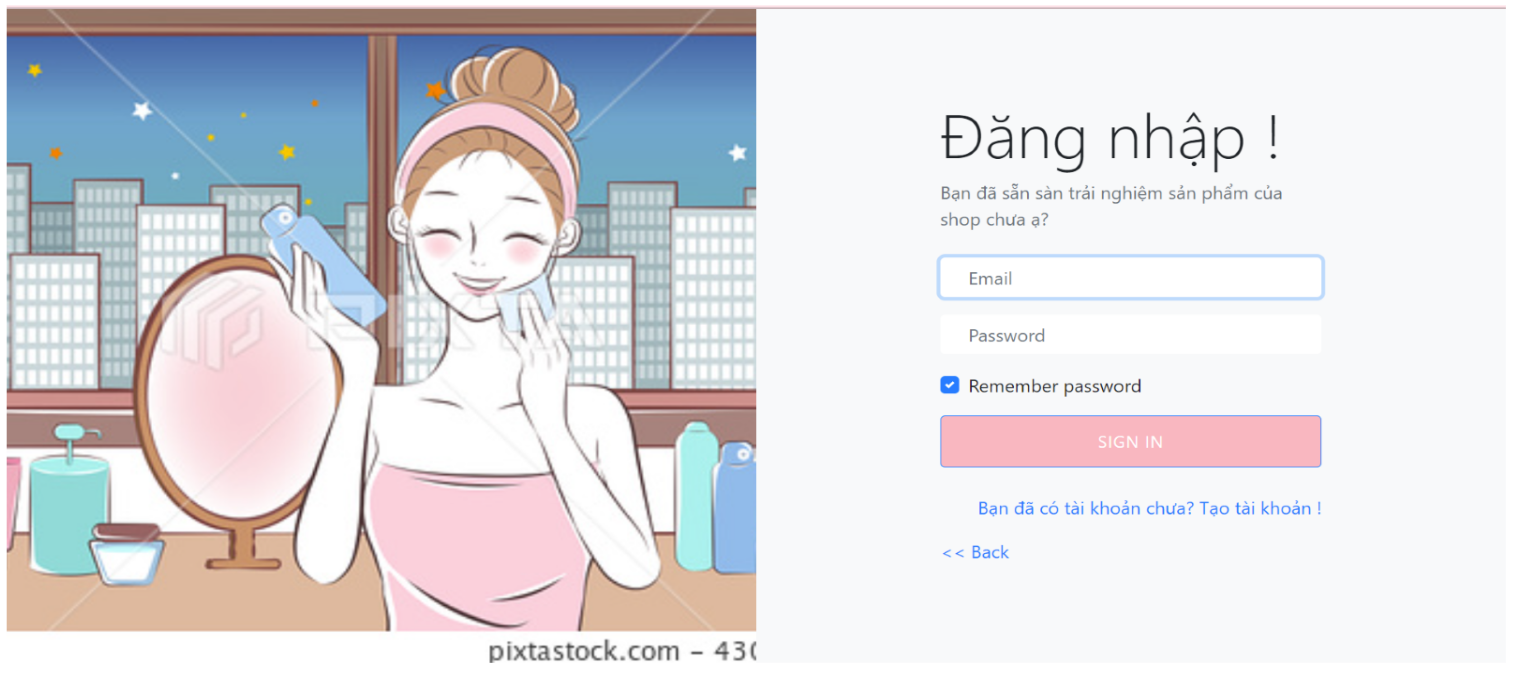 PIXTA
pixtastock.com - 430
Đăng nhập !
Bạn đã sẵn sàn trải nghiệm sản phẩm của
shop chưa ạ?
Email
Password
Remember password
SIGN IN
Bạn đã có tài khoản chưa? Tạo tài khoản !
<< Back